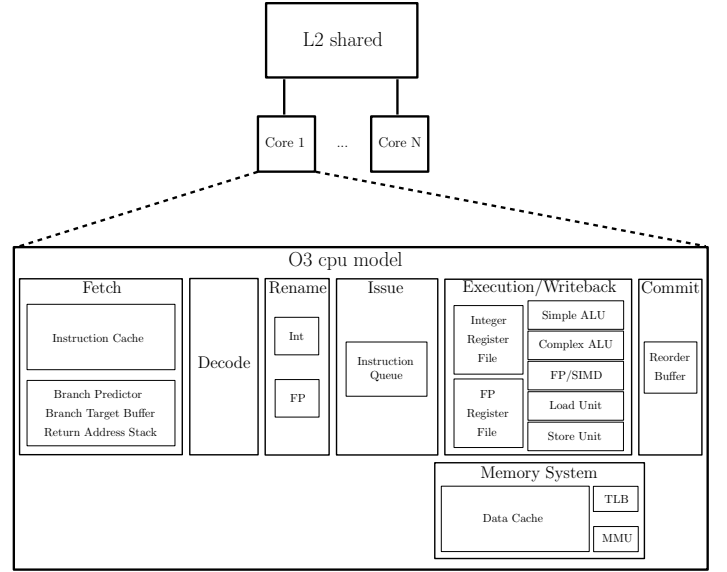 L2 shared
Core 1
...
Core N
O3 cpu model
Fetch
Instruction Cache
Branch Predictor
Branch Target Buffer
Return Address Stack
Decode
Rename
Int
FP
Issue
Instruction
Queue
Execution/Writeback
Integer
Register
File
FP
Register
File
Simple ALU
Complex ALU
FP/SIMD
Load Unit
Store Unit
Commit
Reorder
Buffer
Memory System
Data Cache
TLB
MMU